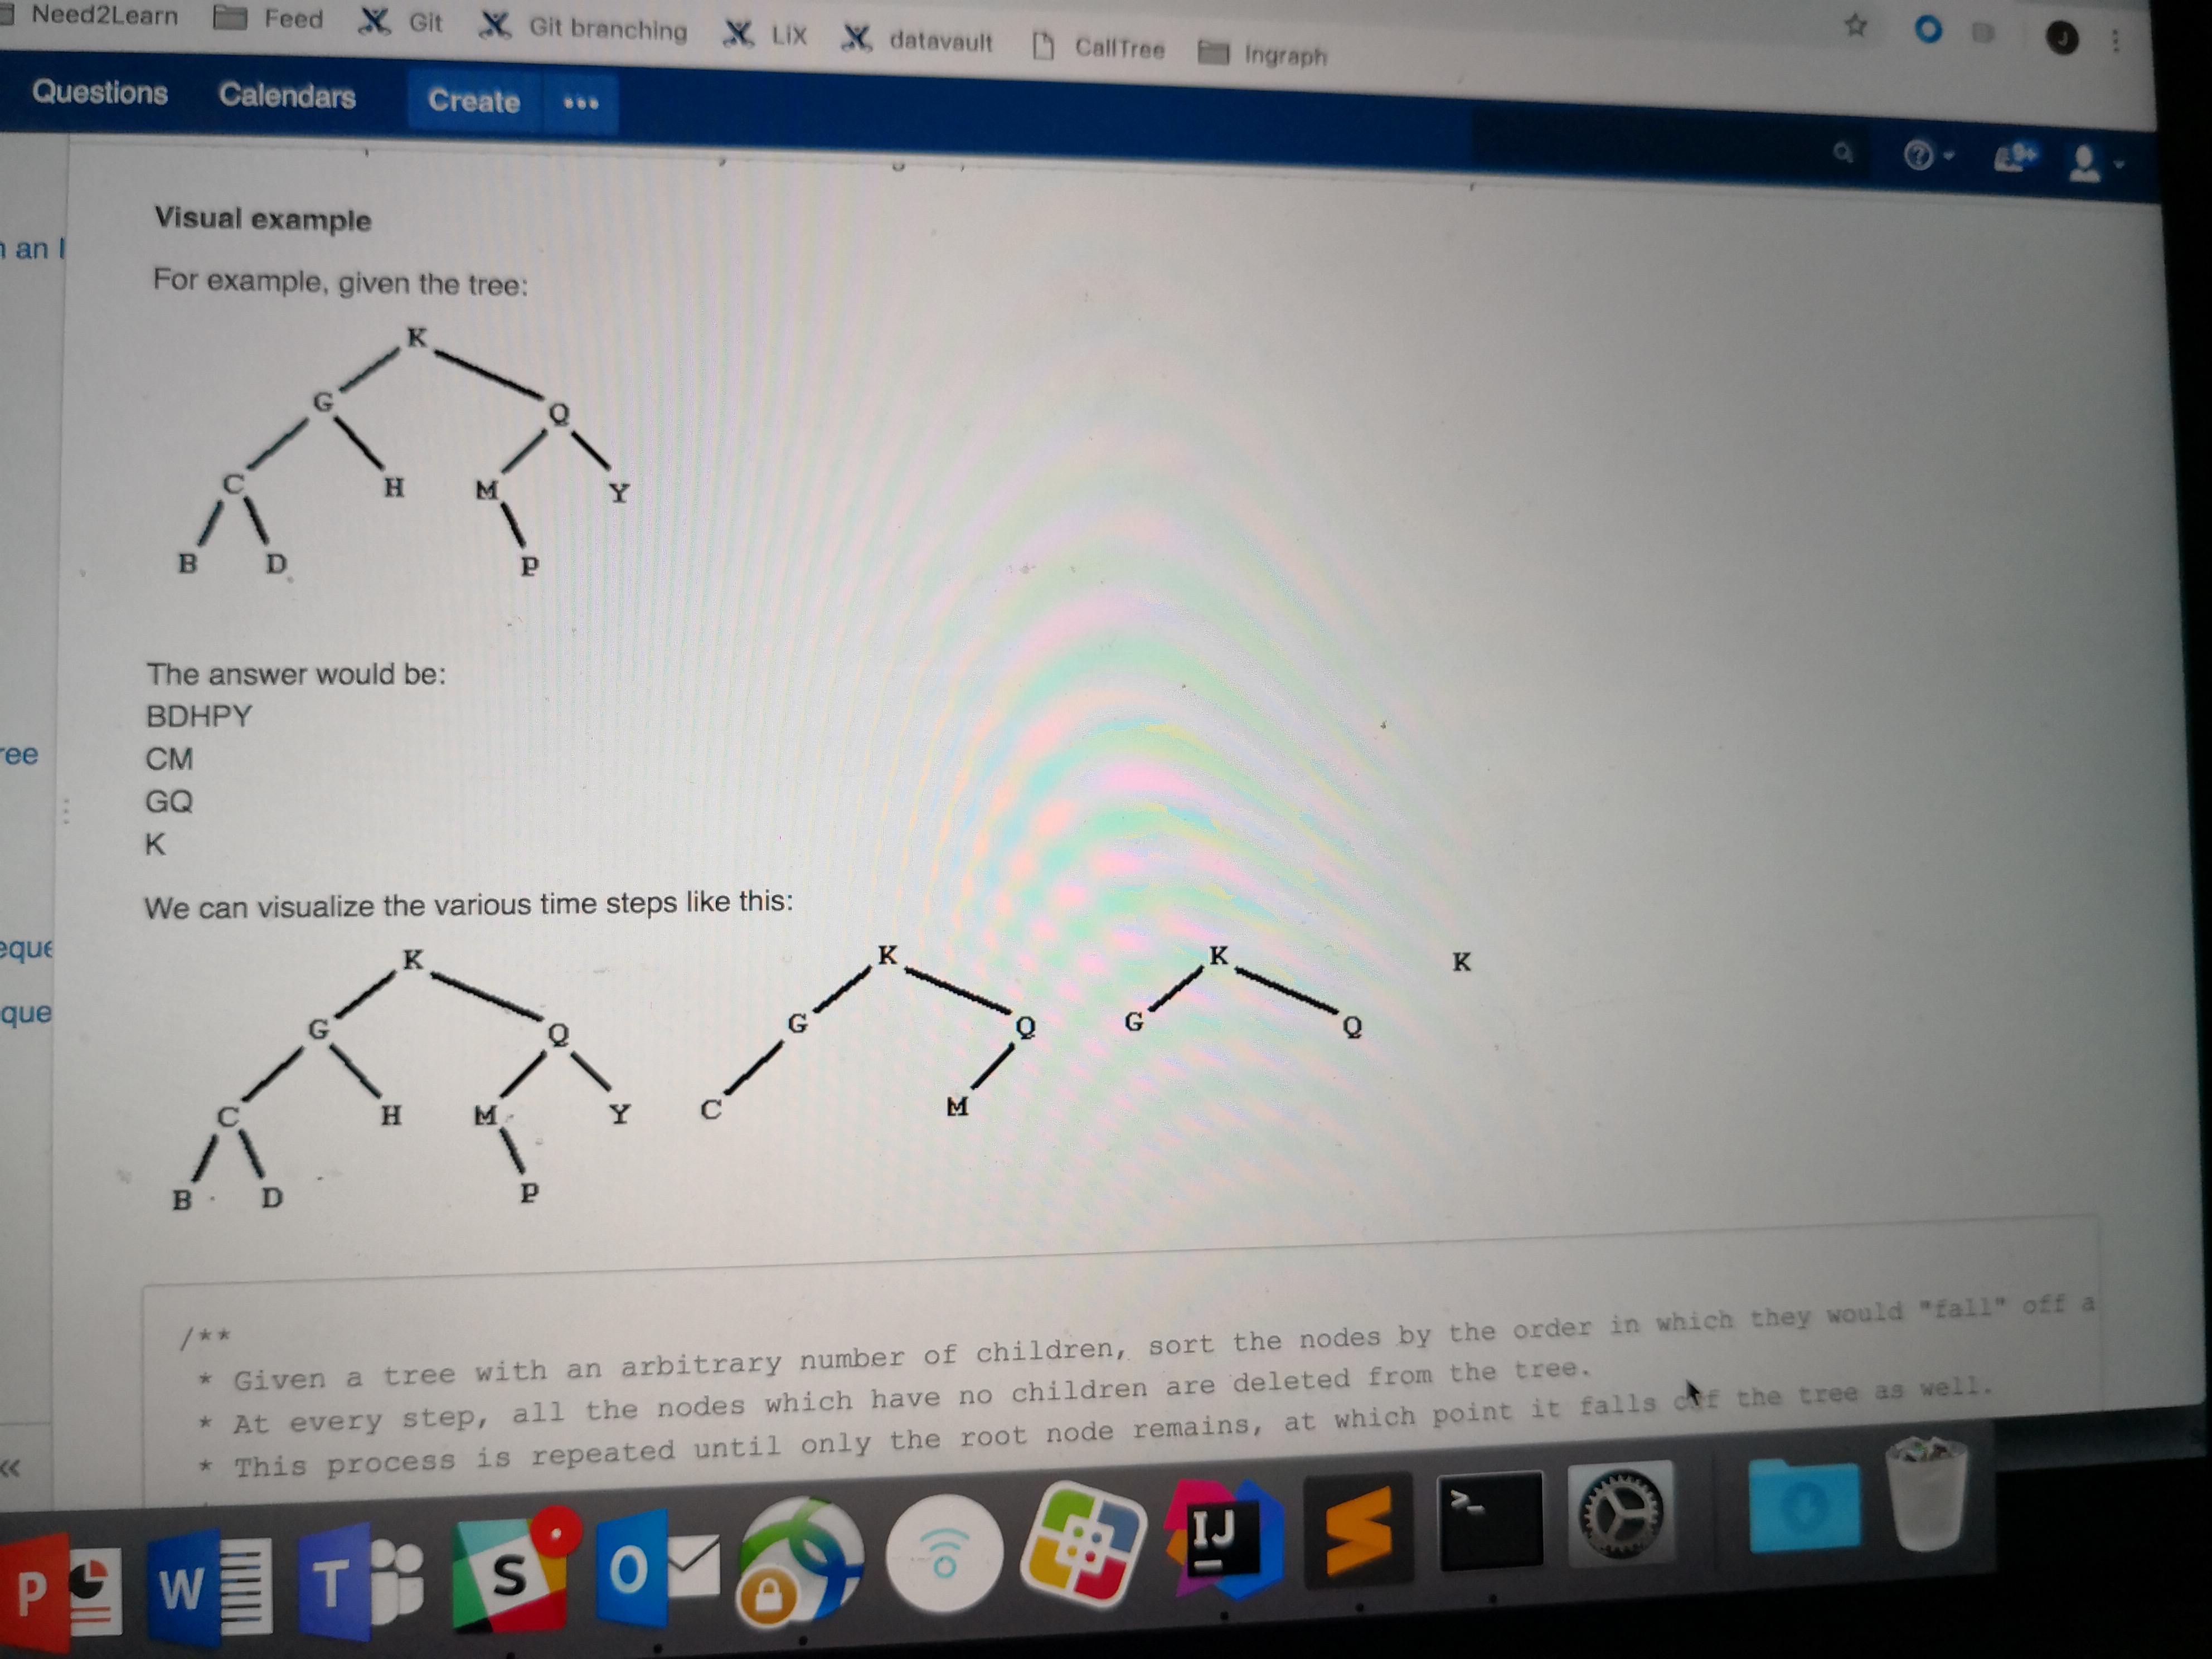 Need2Learn Feed Git Git branching LiX datavault CallTree Ingraph J
Questions Calendars Create •••
9+
Visual example
n an I
For example, given the tree:
K
G Q
C H M Y
B D P
The answer would be:
BDHPY
ree
CM
GQ
K
We can visualize the various time steps like this:
eque
que
K K K K
G Q G Q G Q
C H M Y C M
B D P
/**
* Given a tree with an arbitrary number of children, sort the nodes by the order in which they would "fall" off a
* At every step, all the nodes which have no children are deleted from the tree.
* This process is repeated until only the root node remains, at which point it falls off the tree as well.
«
P W T S O IJ >_